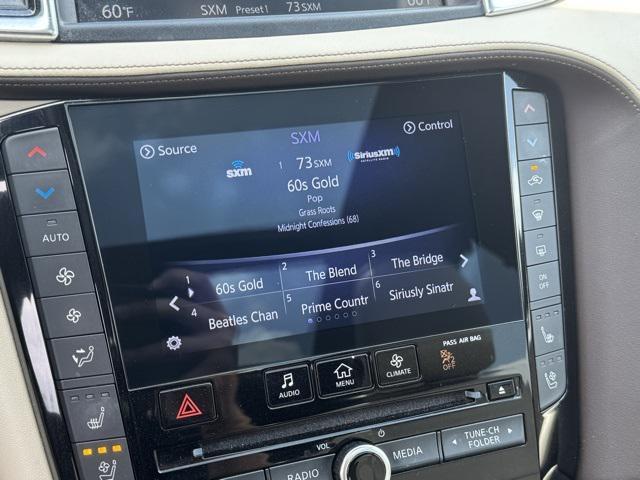 60°F SXM Preset1 73 SXM
Source SXM Control
sxm 1 73 SXM SiriusXM
SATELLITE RADIO
60s Gold
Pop
Grass Roots
Midnight Confessions (68)
1 60s Gold 2 The Blend 3 The Bridge
4 Beatles Chan 5 Prime Countr 6 Siriusly Sinatr
AUTO
ON
OFF
PASS AIR BAG
OFF
AUDIO MENU CLIMATE
VOL
RADIO MEDIA TUNE·CH
FOLDER